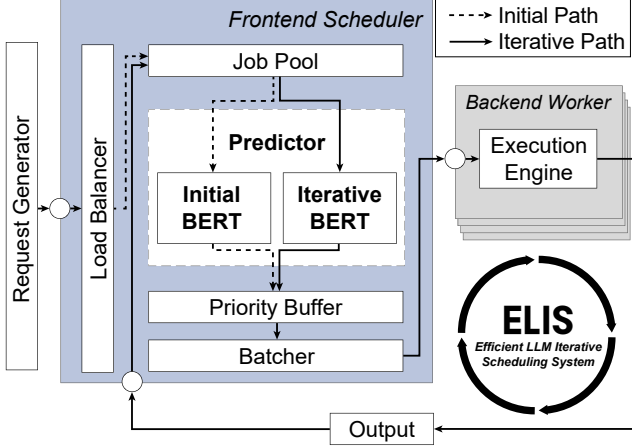 Frontend Scheduler
Initial Path
Iterative Path
Request Generator
Load Balancer
Job Pool
Predictor
Initial
BERT
Iterative
BERT
Priority Buffer
Batcher
Backend Worker
Execution
Engine
ELIS
Efficient LLM Iterative
Scheduling System
Output